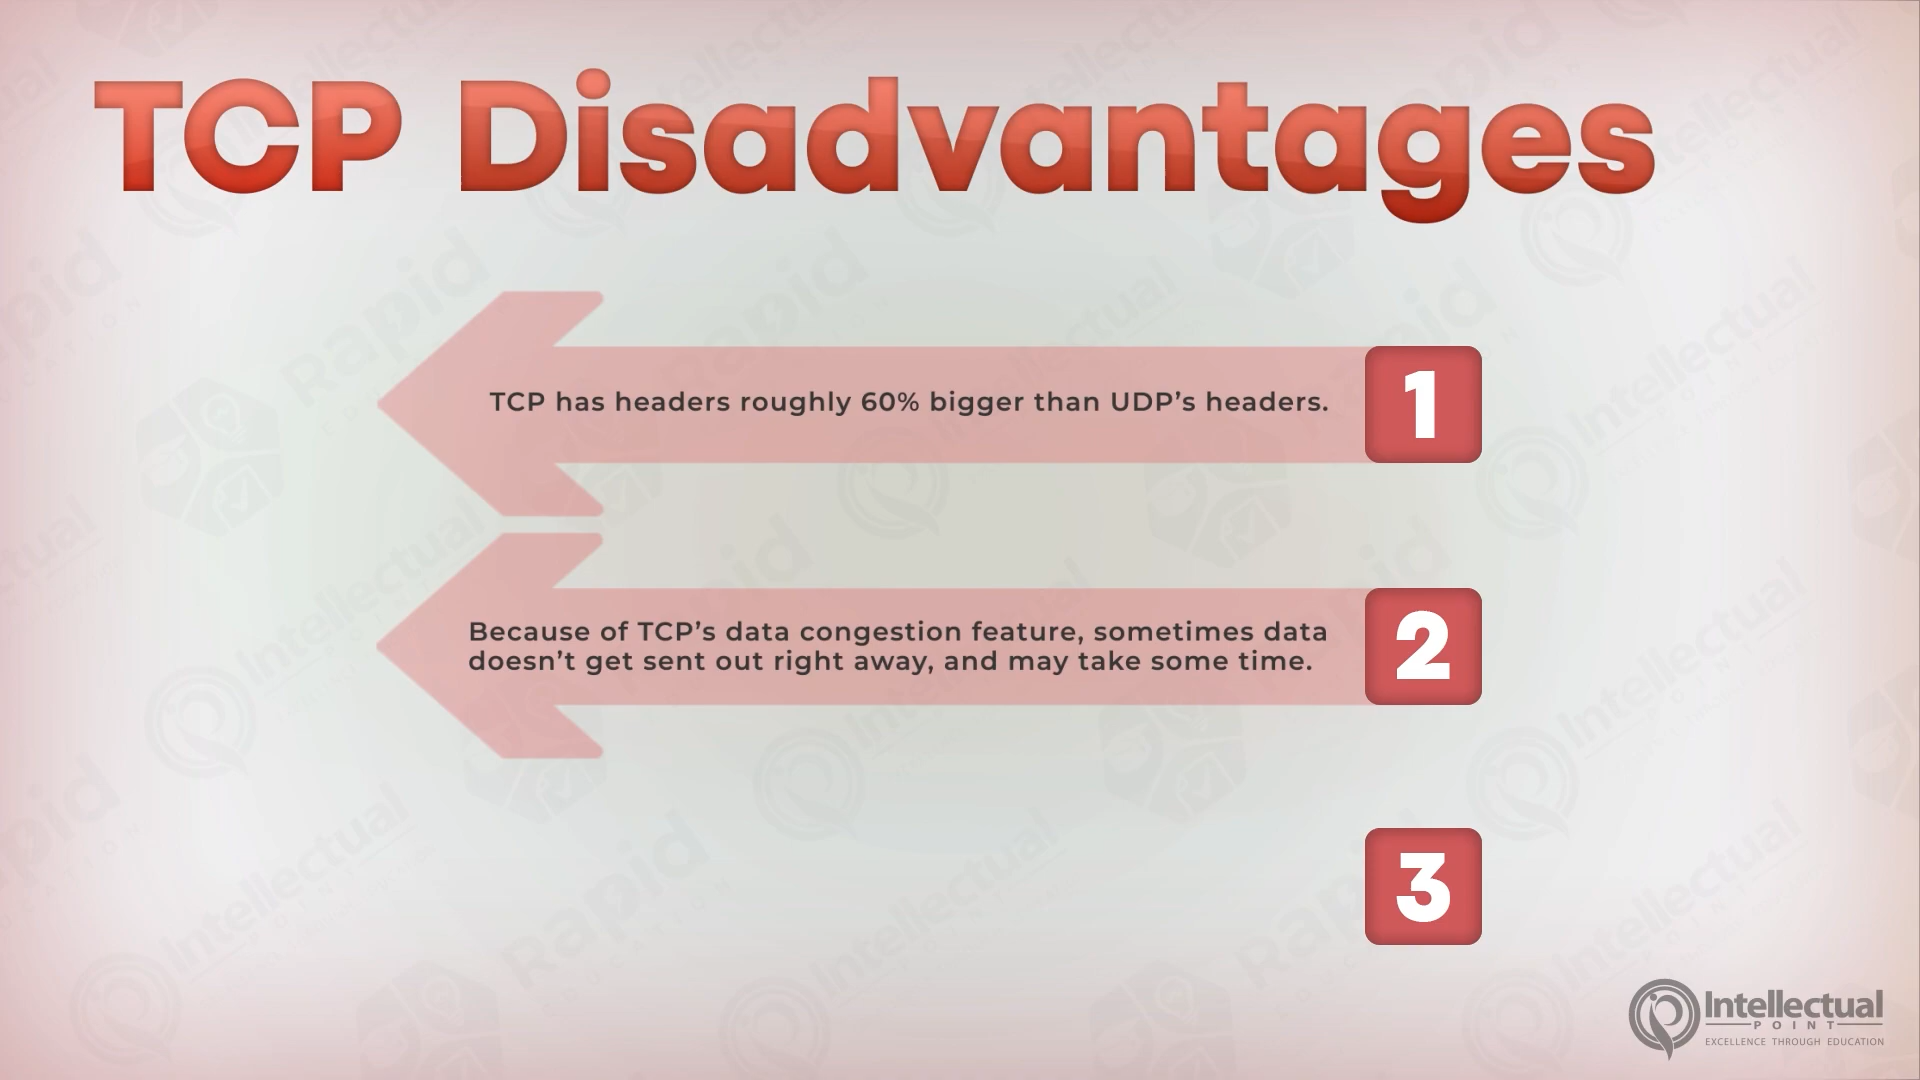 TCP Disadvantages
TCP has headers roughly 60% bigger than UDP’s headers.
1
Because of TCP’s data congestion feature, sometimes data
doesn’t get sent out right away, and may take some time.
2
3
Intellectual
POINT
EXCELLENCE THROUGH EDUCATION